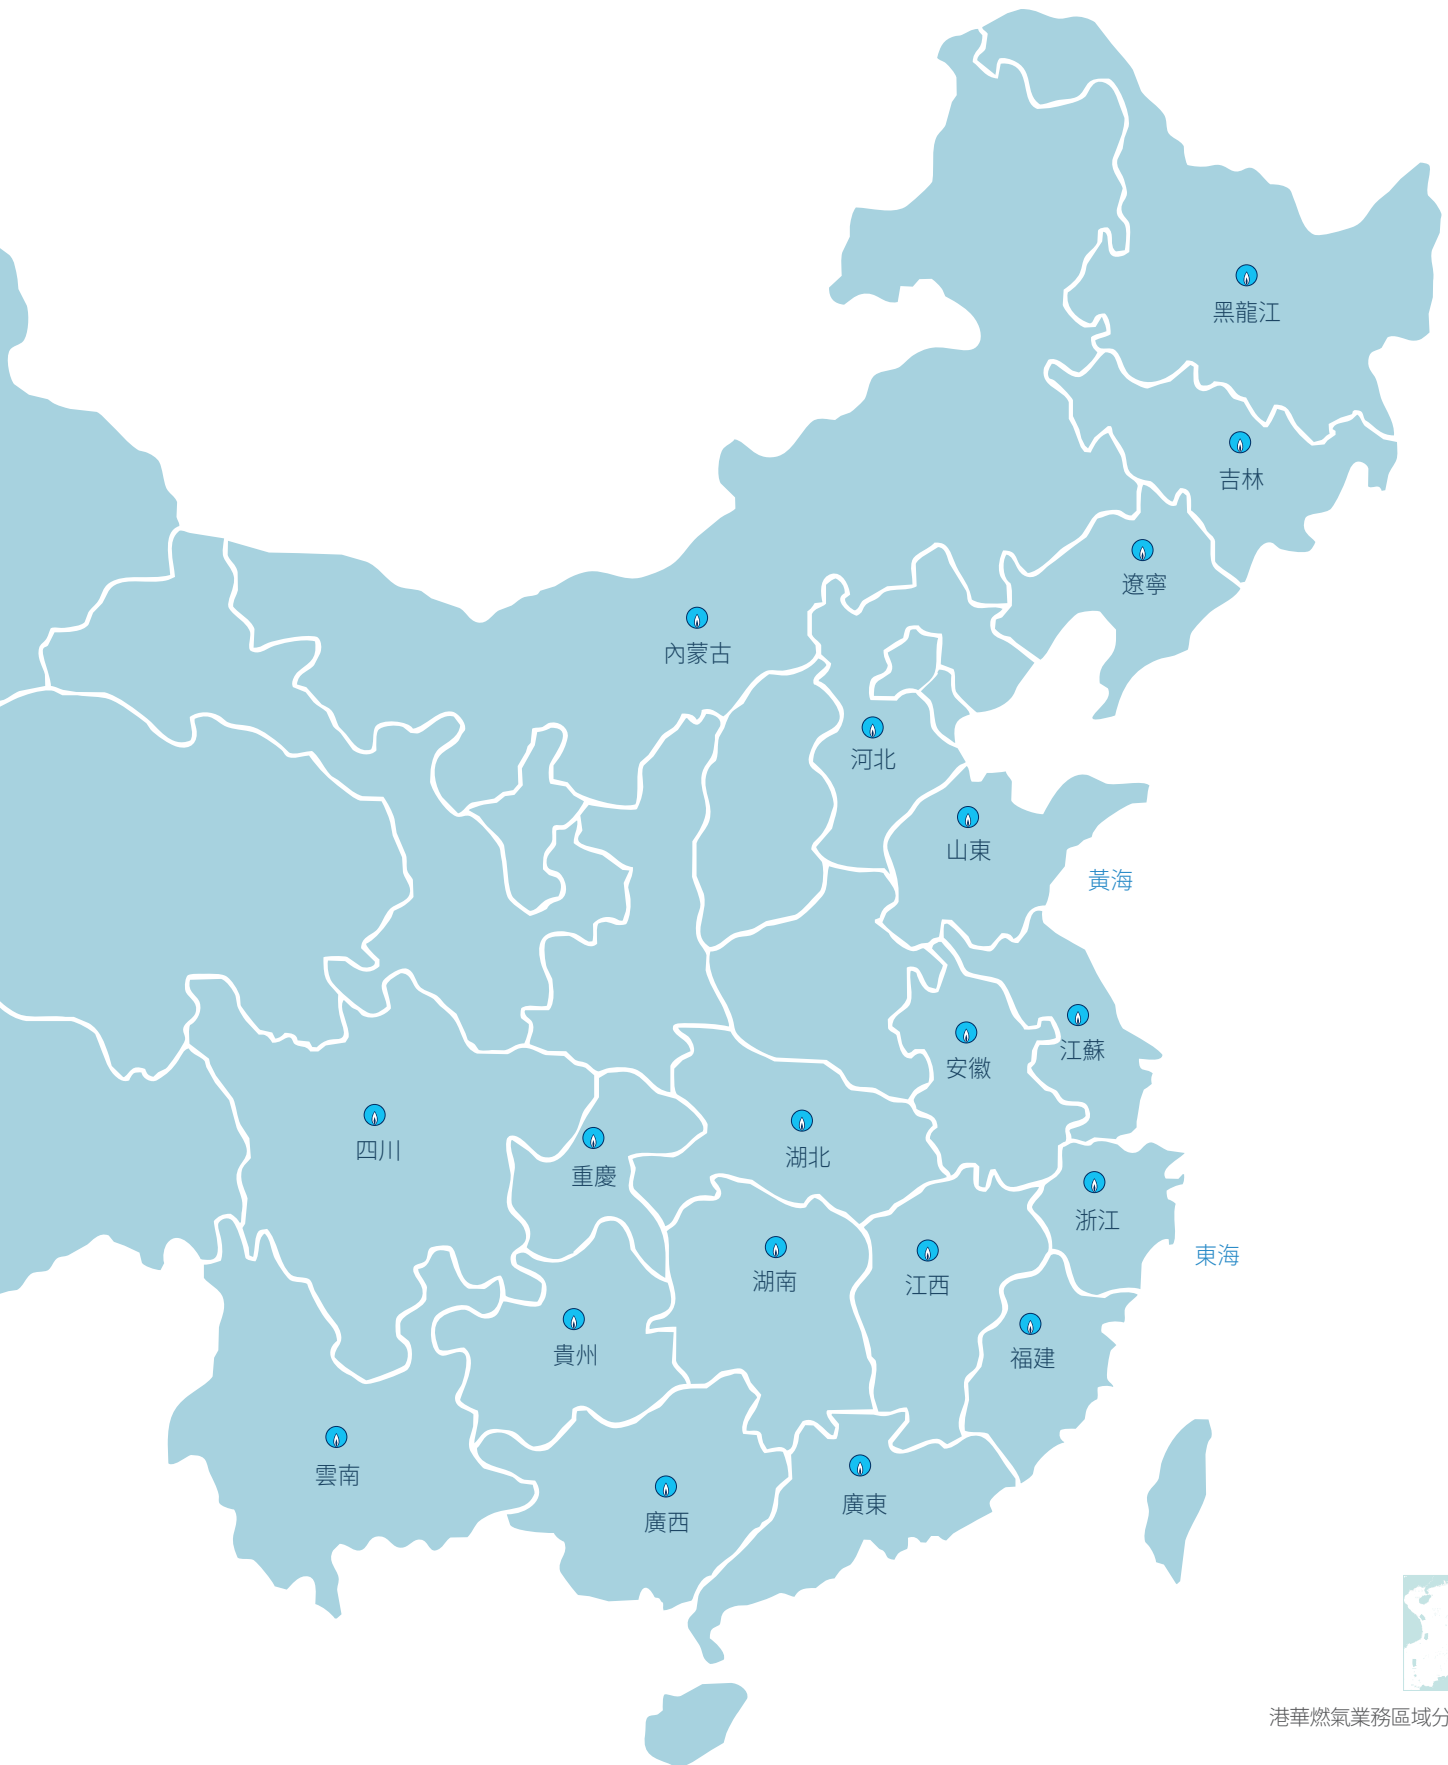 黑龍江
吉林
遼寧
內蒙古
河北
山東
黃海
江蘇
安徽
四川
湖北
重慶
浙江
東海
湖南
江西
貴州
福建
雲南
廣東
廣西
港華燃氣業務區域分